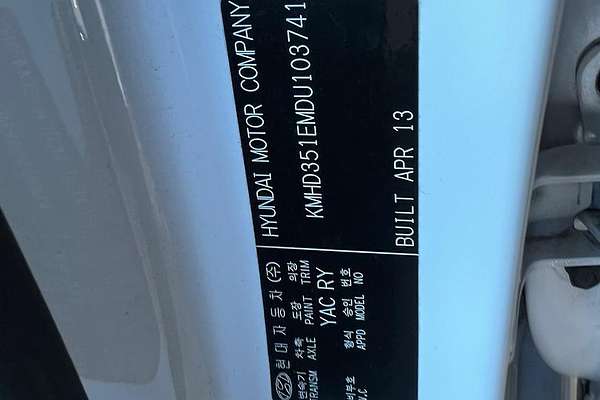 HYUNDAI MOTOR COMPANY
KMHD351EMDU103741
BUILT APR 13
현대자동차(주)
변속기 차축 도장 의장
TRANSM AXLE PAINT TRIM
YAC RY
형식 승인 번호
APPD MODEL NO